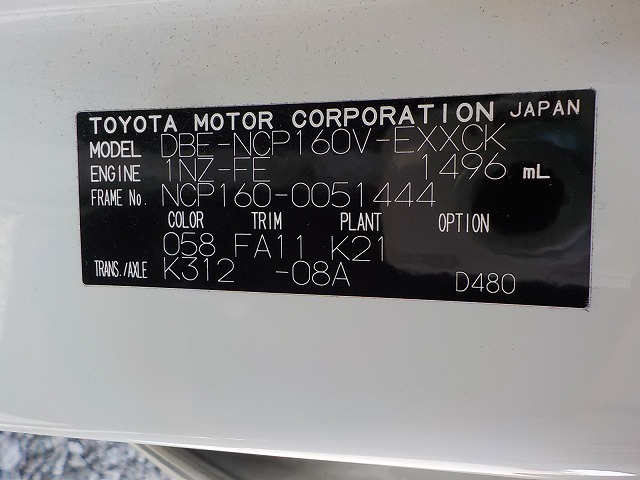 TOYOTA MOTOR CORPORATION JAPAN
MODEL DBE-NCP160V-EXXCK
ENGINE 1NZ-FE 1496 mL
FRAME No. NCP160-0051444
COLOR TRIM PLANT OPTION
058 FA11 K21
TRANS./AXLE K312 -08A D480